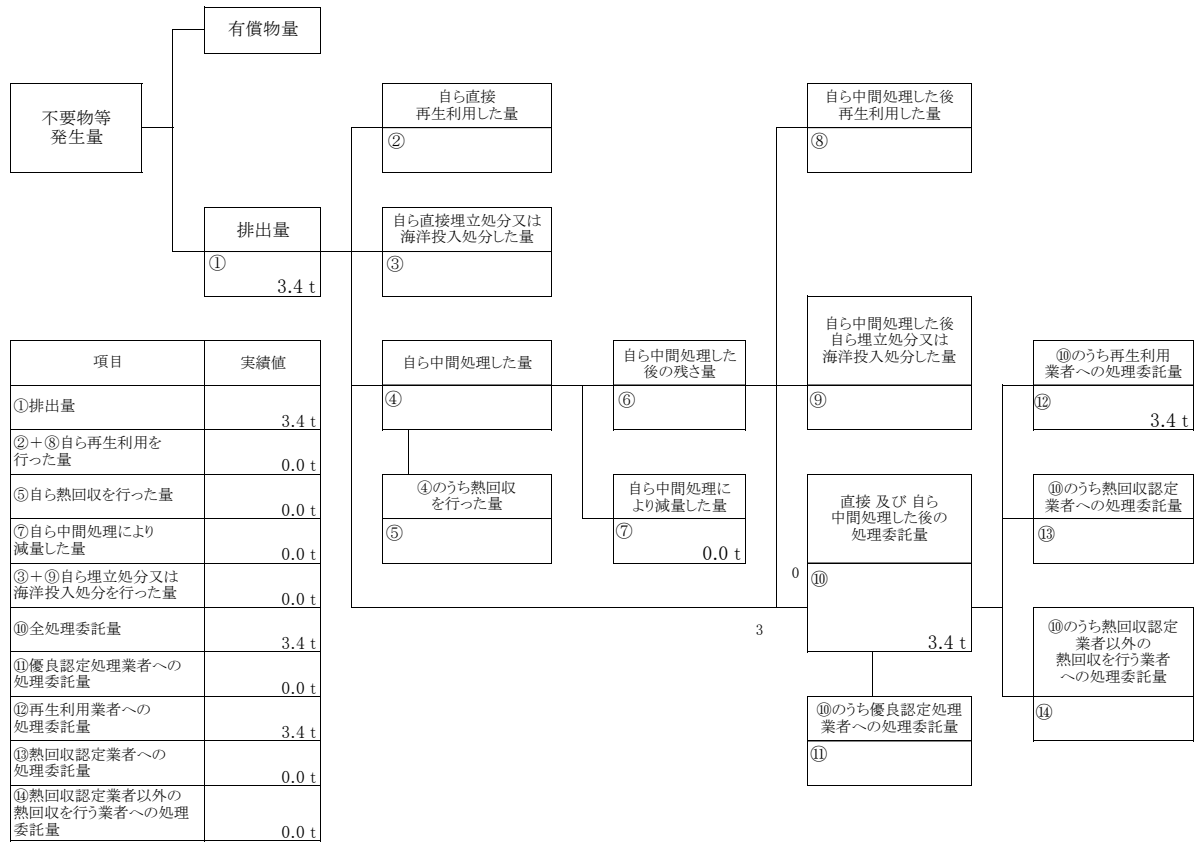 有償物量
不要物等
発生量
自ら直接
再生利用した量
②
自ら中間処理した後
再生利用した量
⑧
排出量
①
3.4 t
自ら直接埋立処分又は
海洋投入処分した量
③
自ら中間処理した量
④
自ら中間処理した
後の残さ量
⑥
自ら中間処理した後
自ら埋立処分又は
海洋投入処分した量
⑨
⑩のうち再生利用
業者への処理委託量
⑫
3.4 t
④のうち熱回収
を行った量
⑤
自ら中間処理に
より減量した量
⑦
0.0 t
直接 及び 自ら
中間処理した後の
処理委託量
0
⑩
3
3.4 t
⑩のうち熱回収認定
業者への処理委託量
⑬
⑩のうち熱回収認定
業者以外の
熱回収を行う業者
への処理委託量
⑭
⑩のうち優良認定処理
業者への処理委託量
⑪
項目 実績値
①排出量
3.4 t
②＋⑧自ら再生利用を
行った量
0.0 t
⑤自ら熱回収を行った量
0.0 t
⑦自ら中間処理により
減量した量
0.0 t
③＋⑨自ら埋立処分又は
海洋投入処分を行った量
0.0 t
⑩全処理委託量
3.4 t
⑪優良認定処理業者への
処理委託量
0.0 t
⑫再生利用業者への
処理委託量
3.4 t
⑬熱回収認定業者への
処理委託量
0.0 t
⑭熱回収認定業者以外の
熱回収を行う業者への処理
委託量
0.0 t